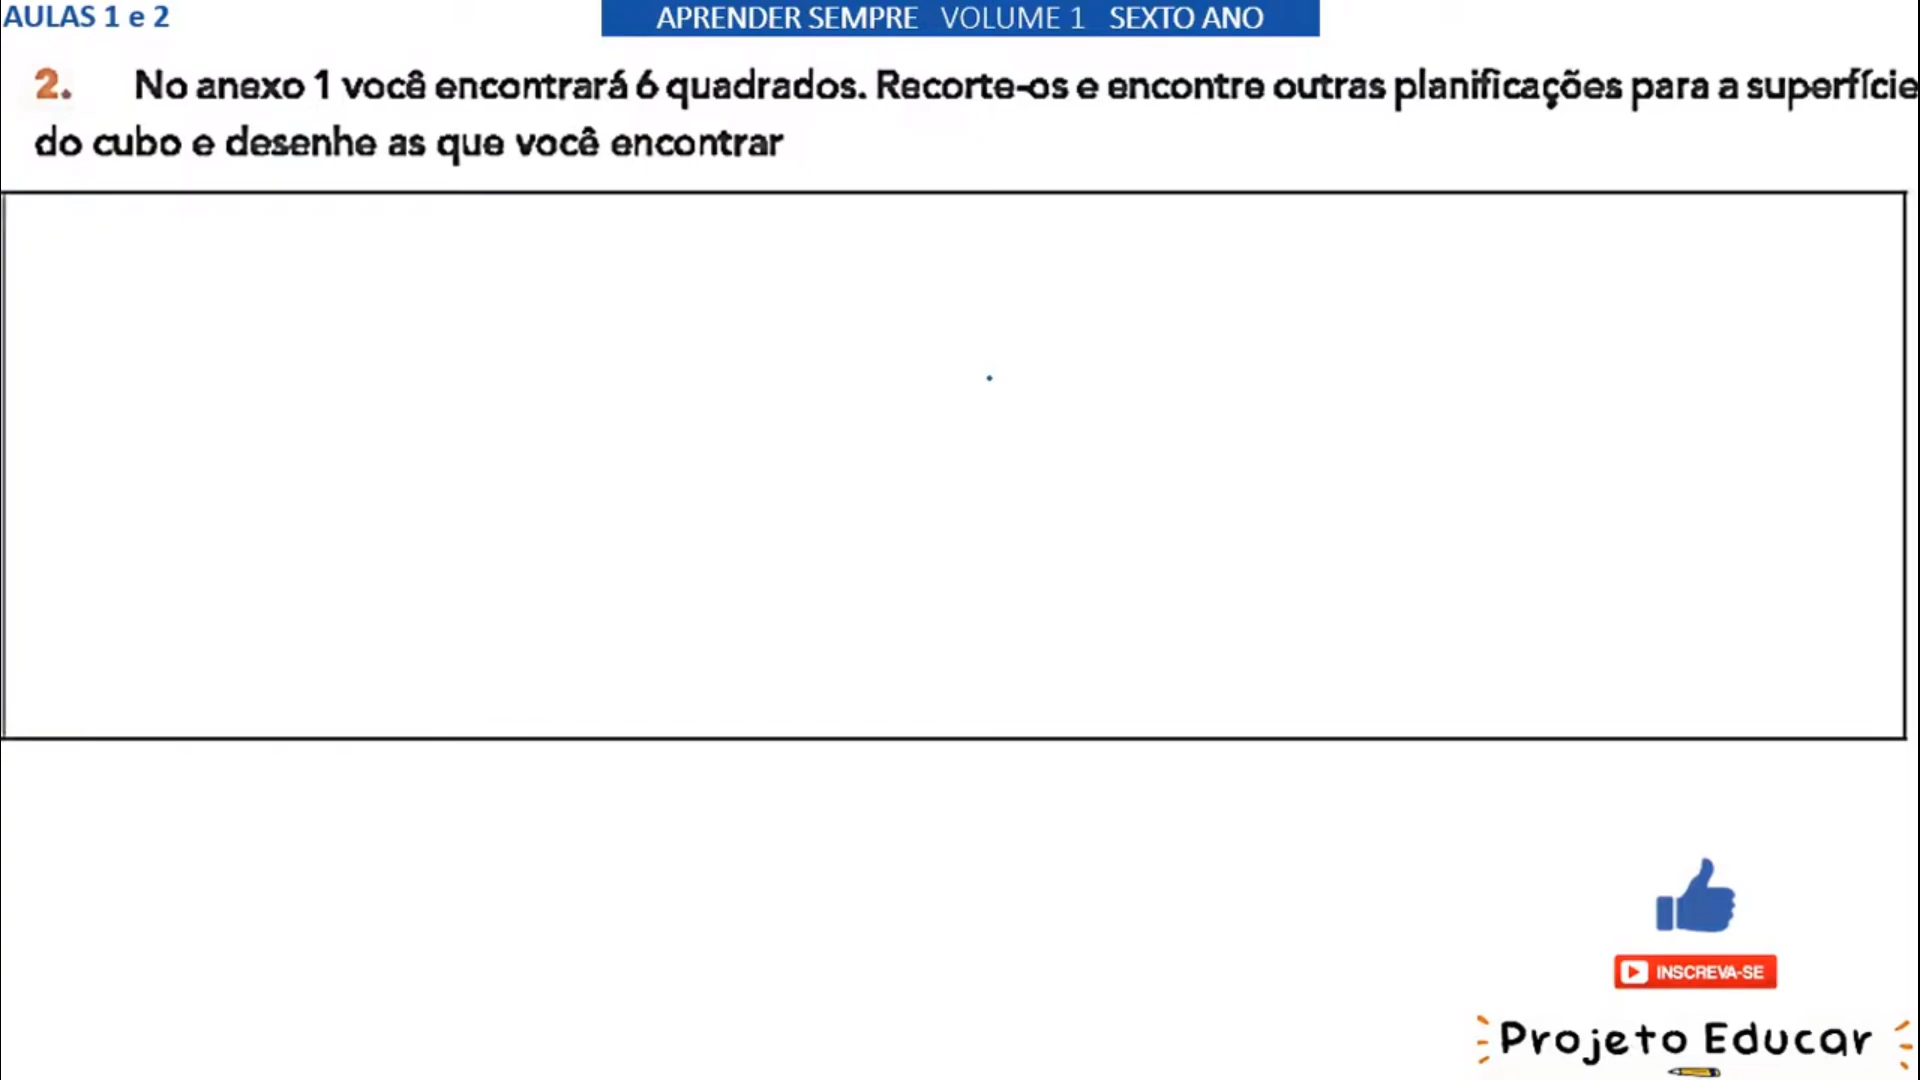 AULAS 1 e 2
APRENDER SEMPRE VOLUME 1 SEXTO ANO
2. No anexo 1 você encontrará 6 quadrados. Recorte-os e encontre outras planificações para a superfície
do cubo e desenhe as que você encontrar
INSCREVA-SE
Projeto Educar